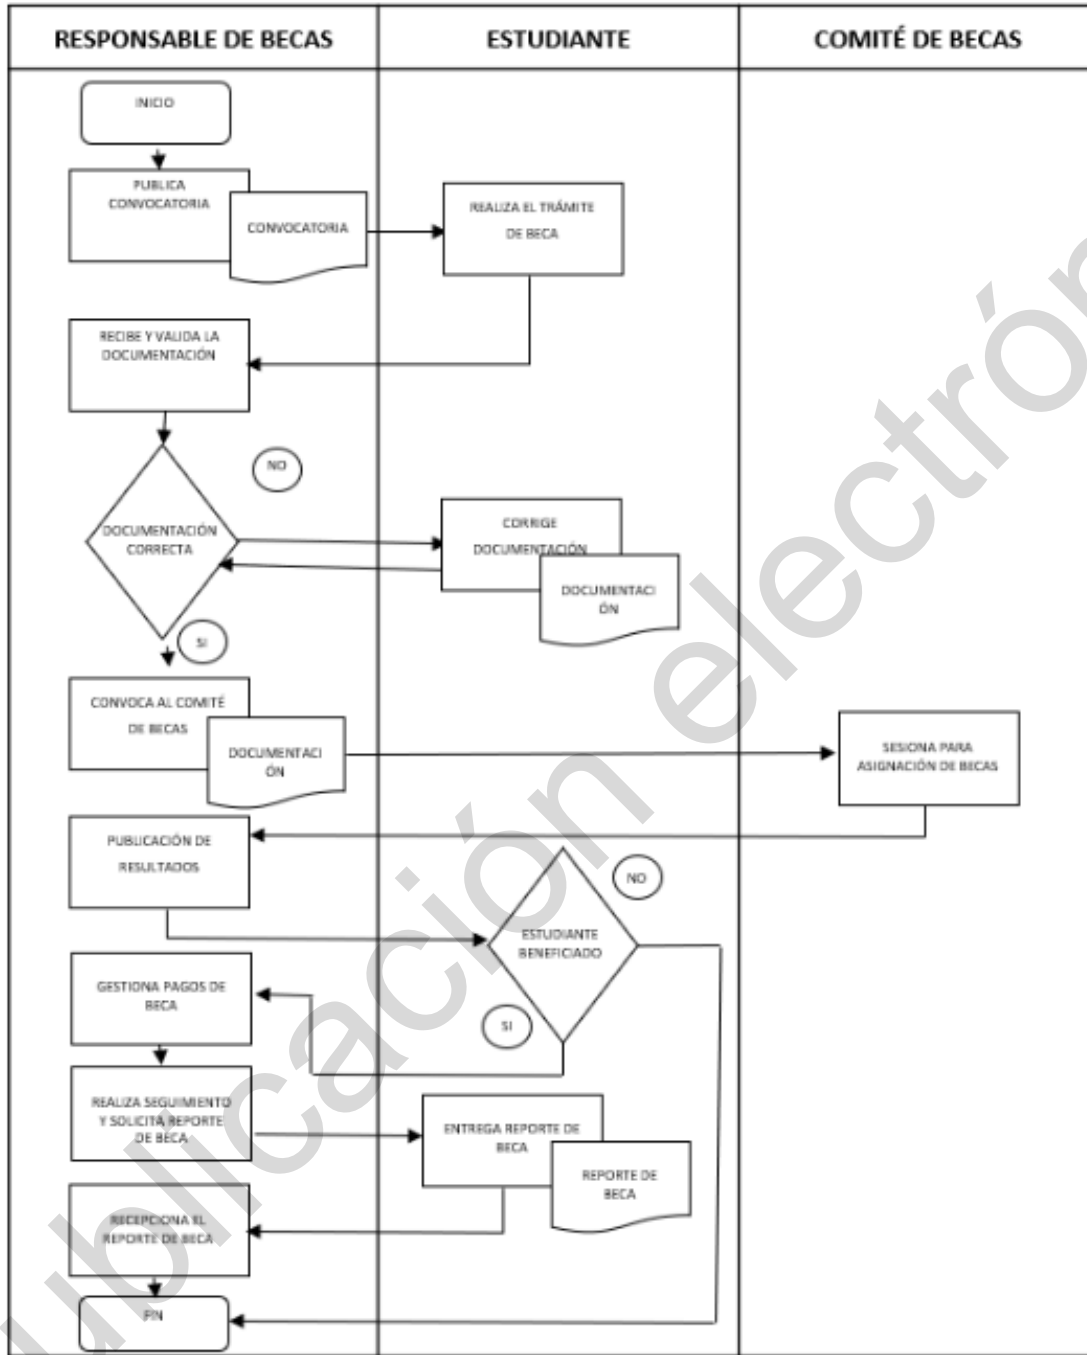 RESPONSABLE DE BECAS
ESTUDIANTE
COMITÉ DE BECAS
INICIO
PUBLICA
CONVOCATORIA
CONVOCATORIA
REALIZA EL TRÁMITE
DE BECA
RECIBE Y VALIDA LA
DOCUMENTACIÓN
NO
DOCUMENTACIÓN
CORRECTA
CORRIGE
DOCUMENTACIÓN
DOCUMENTACI
ÓN
SI
CONVOCA AL COMITÉ
DE BECAS
DOCUMENTACI
ÓN
SESIONA PARA
ASIGNACIÓN DE BECAS
PUBLICACIÓN DE
RESULTADOS
NO
ESTUDIANTE
BENEFICIADO
SI
GESTIONA PAGOS DE
BECA
REALIZA SEGUIMIENTO
Y SOLICITA REPORTE
DE BECA
ENTREGA REPORTE DE
BECA
REPORTE DE
BECA
RECEPCIONA EL
REPORTE DE BECA
FIN
ublicación electrón